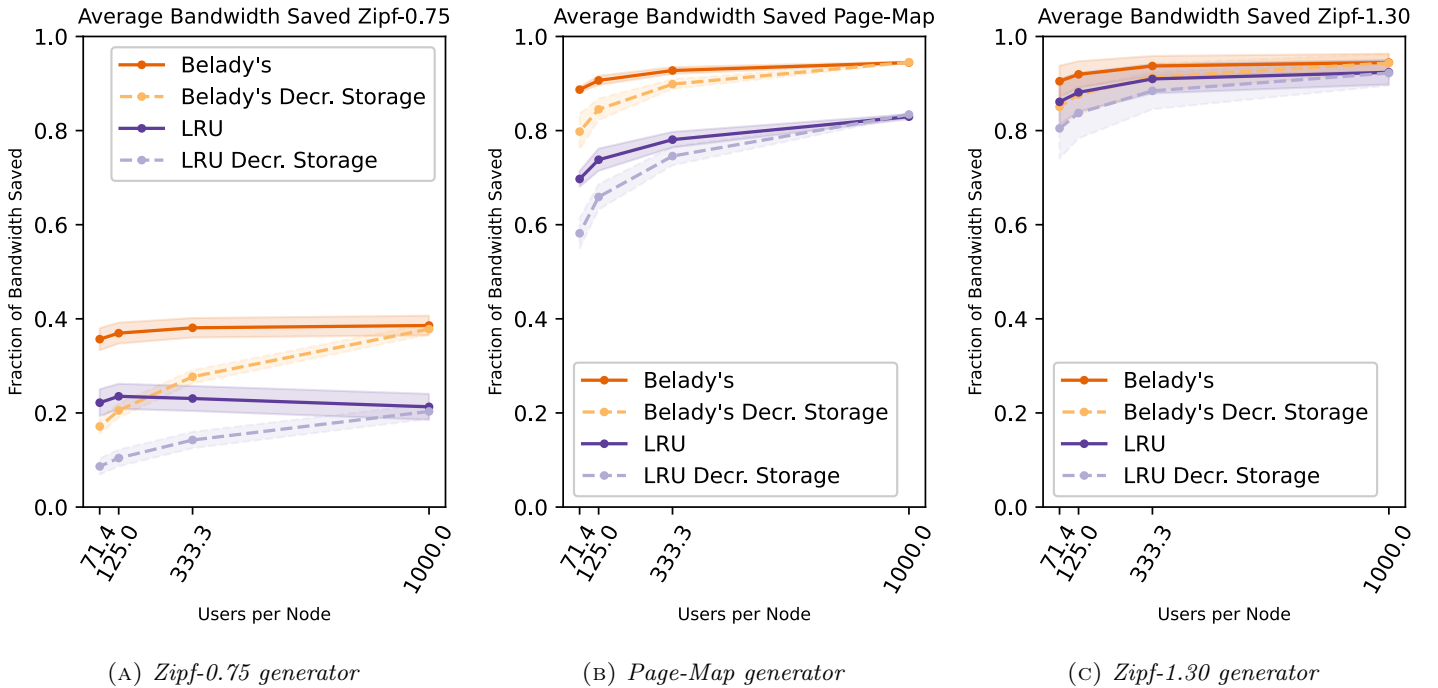 Average Bandwidth Saved Zipf-0.75
1.0
0.8
0.6
0.4
0.2
0.0
Fraction of Bandwidth Saved
Belady's
Belady's Decr. Storage
LRU
LRU Decr. Storage
71.4
125.0
333.3
1000.0
Users per Node
(A) Zipf-0.75 generator
Average Bandwidth Saved Page-Map
1.0
0.8
0.6
0.4
0.2
0.0
Fraction of Bandwidth Saved
Belady's
Belady's Decr. Storage
LRU
LRU Decr. Storage
71.4
125.0
333.3
1000.0
Users per Node
(B) Page-Map generator
Average Bandwidth Saved Zipf-1.30
1.0
0.8
0.6
0.4
0.2
0.0
Fraction of Bandwidth Saved
Belady's
Belady's Decr. Storage
LRU
LRU Decr. Storage
71.4
125.0
333.3
1000.0
Users per Node
(C) Zipf-1.30 generator